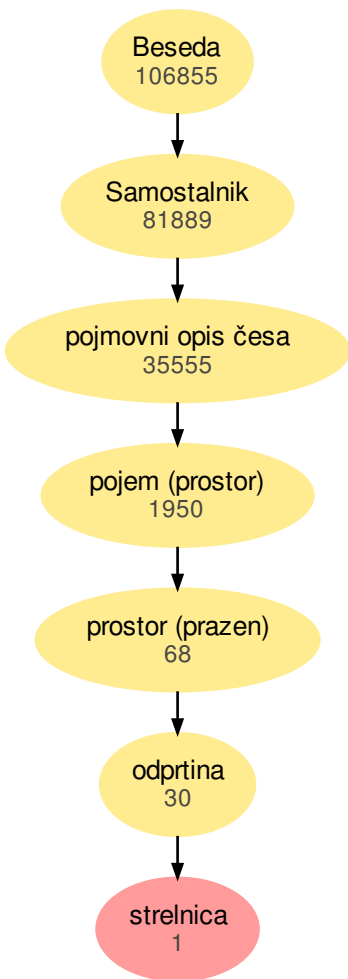 Beseda
106855
Samostalnik
81889
pojmovni opis česa
35555
pojem (prostor)
1950
prostor (prazen)
68
odprtina
30
strelnica
1